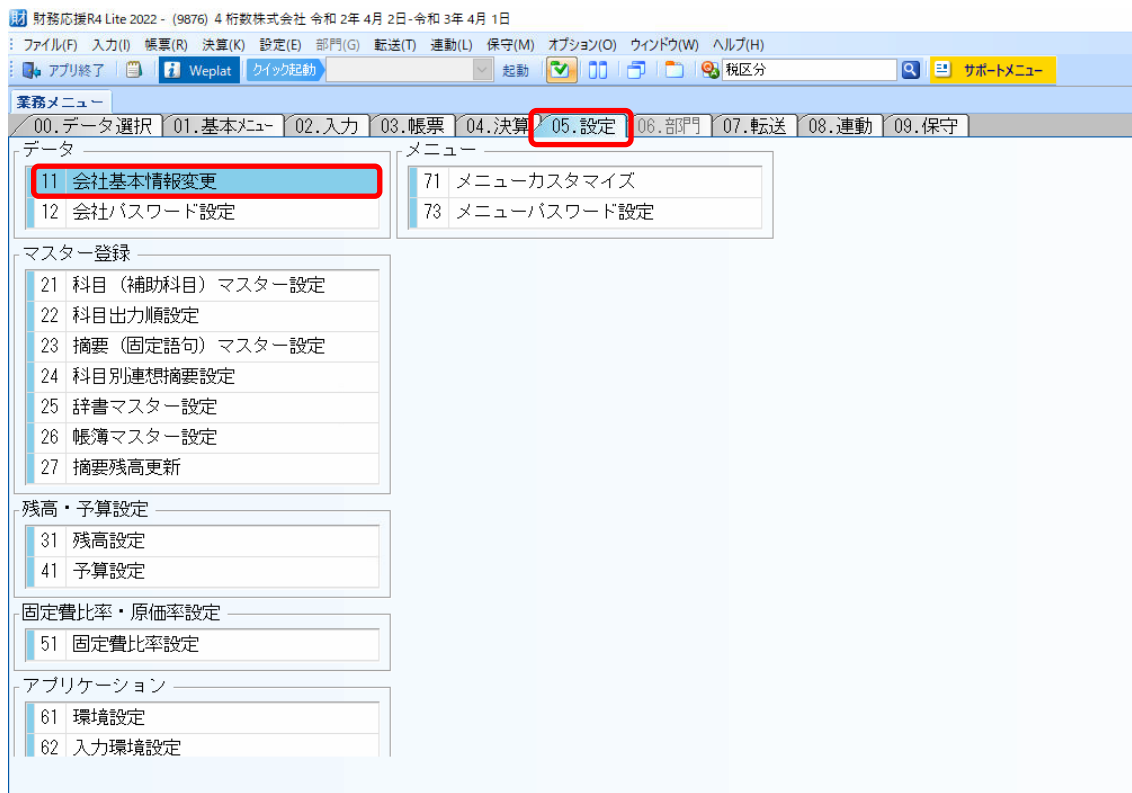 財 財務応援R4 Lite 2022 - (9876) 4 桁数株式会社 令和 2年 4月 2日-令和 3年 4月 1日
ファイル(F) 入力(I) 帳票(R) 決算(K) 設定(E) 部門(G) 転送(T) 連動(L) 保守(M) オプション(O) ウィンドウ(W) ヘルプ(H)
アプリ終了 i Weplat クイック起動 起動 税区分 サポートメニュー
業務メニュー
00.データ選択 01.基本メニュー 02.入力 03.帳票 04.決算 05.設定 06.部門 07.転送 08.連動 09.保守
データ
11 会社基本情報変更
12 会社パスワード設定
メニュー
71 メニューカスタマイズ
73 メニューパスワード設定
マスター登録
21 科目（補助科目）マスター設定
22 科目出力順設定
23 摘要（固定語句）マスター設定
24 科目別連想摘要設定
25 辞書マスター設定
26 帳簿マスター設定
27 摘要残高更新
残高・予算設定
31 残高設定
41 予算設定
固定費比率・原価率設定
51 固定費比率設定
アプリケーション
61 環境設定
62 入力環境設定